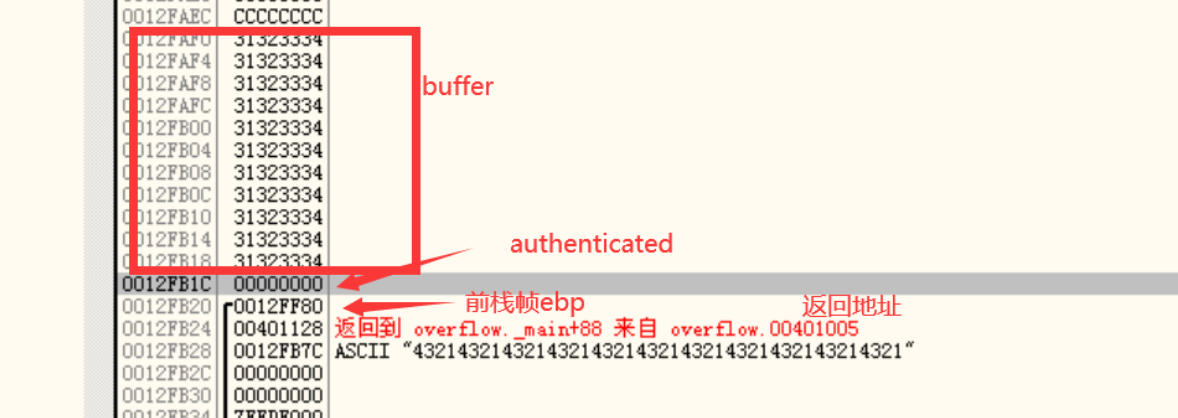 0012FAEC CCCCCCCC
0012FAF0 31323334
0012FAF4 31323334
0012FAF8 31323334
buffer
0012FAFC 31323334
0012FB00 31323334
0012FB04 31323334
0012FB08 31323334
0012FB0C 31323334
0012FB10 31323334
0012FB14 31323334
authenticated
0012FB18 31323334
0012FB1C 00000000
0012FB20 0012FF80
前栈帧ebp
返回地址
0012FB24 00401128 返回到 overflow._main+88 来自 overflow.00401005
0012FB28 0012FB7C ASCII "43214321432143214321432143214321432143214321"
0012FB2C 00000000
0012FB30 00000000
0012FB34 7FFDF000